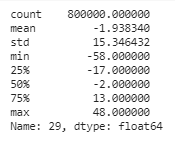 count 800000.000000
mean -1.938340
std 15.346432
min -58.000000
25% -17.000000
50% -2.000000
75% 13.000000
max 48.000000
Name: 29, dtype: float64